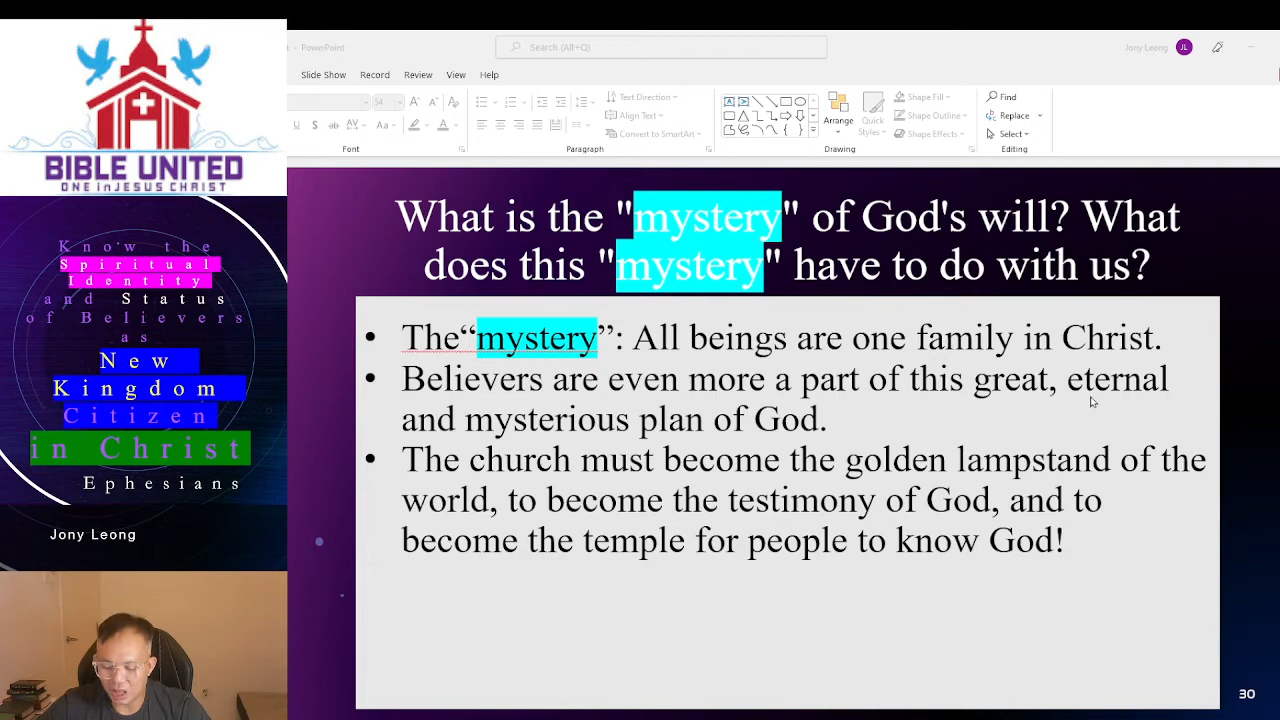 BIBLE UNITED
ONE in JESUS CHRIST
Know the
Spiritual
Identity
and Status
of Believers
as
New
Kingdom
Citizen
in Christ
Ephesians
Jony Leong
- PowerPoint
Search (Alt+Q)
Jony Leong
JL
Slide Show Record Review View Help
54
Text Direction
Align Text
Convert to SmartArt
Arrange
Quick
Styles
Shape Fill
Shape Outline
Shape Effects
Find
Replace
Select
Font Paragraph Drawing Editing
What is the "mystery" of God's will? What
does this "mystery" have to do with us?
• The“mystery”: All beings are one family in Christ.
• Believers are even more a part of this great, eternal
and mysterious plan of God.
• The church must become the golden lampstand of the
world, to become the testimony of God, and to
become the temple for people to know God!
30